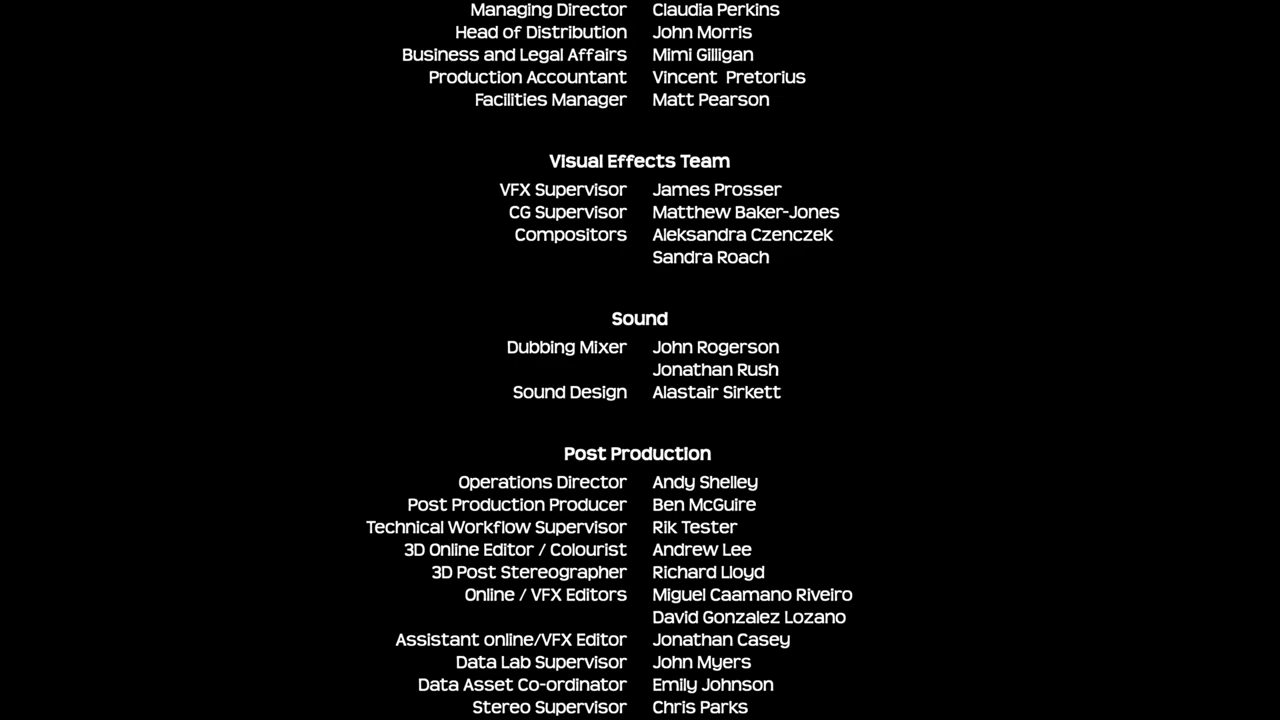 Managing Director Claudia Perkins
Head of Distribution John Morris
Business and Legal Affairs Mimi Gilligan
Production Accountant Vincent Pretorius
Facilities Manager Matt Pearson
Visual Effects Team
VFX Supervisor James Prosser
CG Supervisor Matthew Baker-Jones
Compositors Aleksandra Czenczek
Sandra Roach
Sound
Dubbing Mixer John Rogerson
Jonathan Rush
Sound Design Alastair Sirkett
Post Production
Operations Director Andy Shelley
Post Production Producer Ben McGuire
Technical Workflow Supervisor Rik Tester
3D Online Editor / Colourist Andrew Lee
3D Post Stereographer Richard Lloyd
Online / VFX Editors Miguel Caamano Riveiro
David Gonzalez Lozano
Assistant online/VFX Editor Jonathan Casey
Data Lab Supervisor John Myers
Data Asset Co-ordinator Emily Johnson
Stereo Supervisor Chris Parks